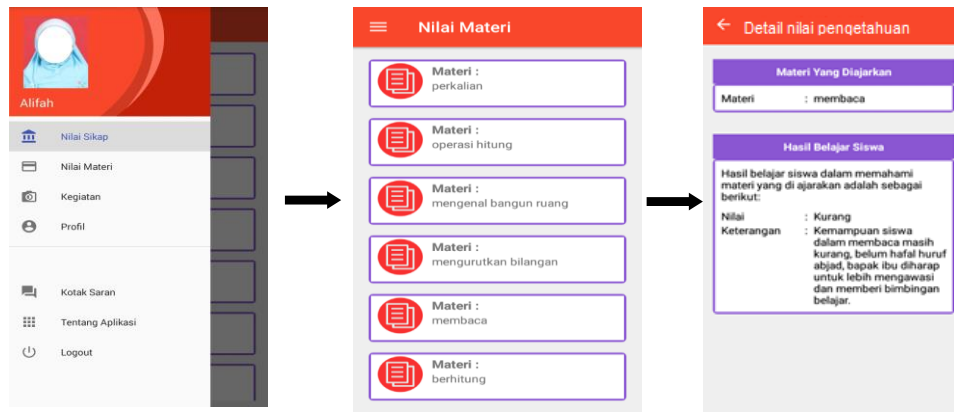 Alifah
Nilai Sikap
Nilai Materi
Kegiatan
Profil
Kotak Saran
Tentang Aplikasi
Logout
Nilai Materi
Materi :
perkalian
Materi :
operasi hitung
Materi :
mengenal bangun ruang
Materi :
mengurutkan bilangan
Materi :
membaca
Materi :
berhitung
Detail nilai pengetahuan
Materi Yang Diajarkan
Materi : membaca
Hasil Belajar Siswa
Hasil belajar siswa dalam memahami
materi yang di ajarakan adalah sebagai
berikut:
Nilai : Kurang
Keterangan : Kemampuan siswa
dalam membaca masih
kurang, belum hafal huruf
abjad, bapak ibu diharap
untuk lebih mengawasi
dan memberi bimbingan
belajar.